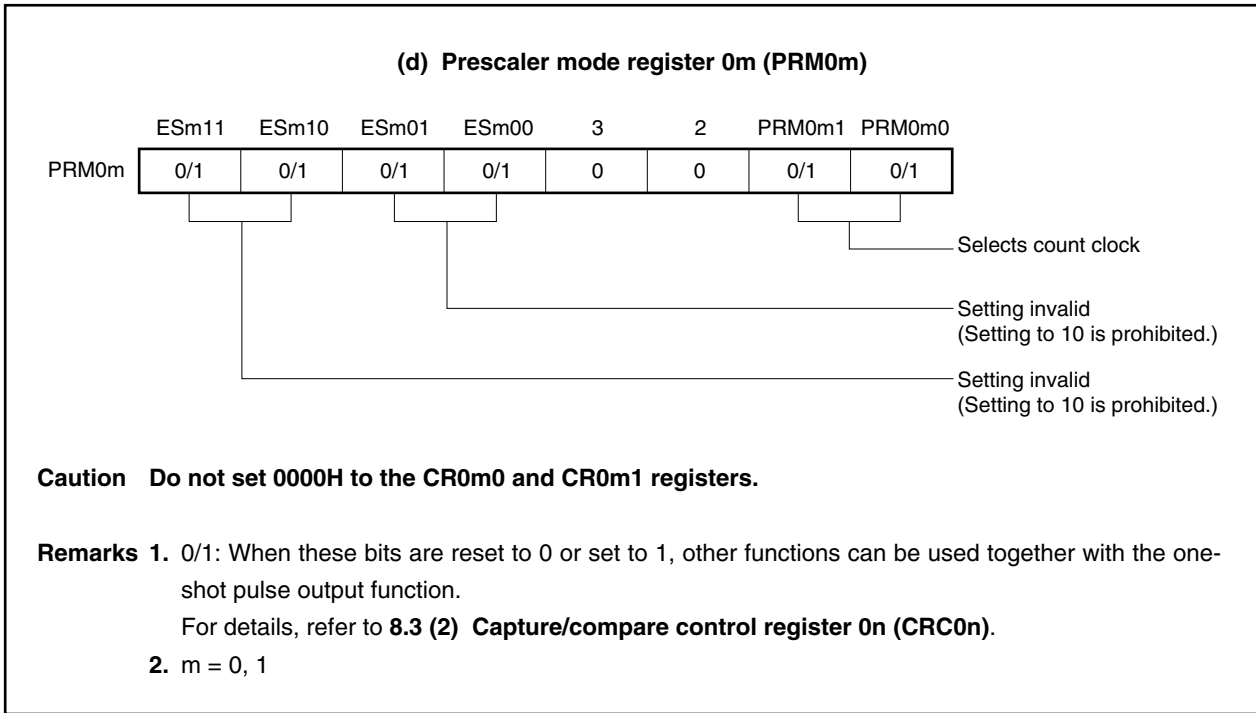 (d) Prescaler mode register 0m (PRM0m)
ESm11 ESm10 ESm01 ESm00 3 2 PRM0m1 PRM0m0
PRM0m 0/1 0/1 0/1 0/1 0 0 0/1 0/1
Selects count clock
Setting invalid
(Setting to 10 is prohibited.)
Setting invalid
(Setting to 10 is prohibited.)
Caution Do not set 0000H to the CR0m0 and CR0m1 registers.
Remarks 1. 0/1: When these bits are reset to 0 or set to 1, other functions can be used together with the one-
shot pulse output function.
For details, refer to 8.3 (2) Capture/compare control register 0n (CRC0n).
2. m = 0, 1